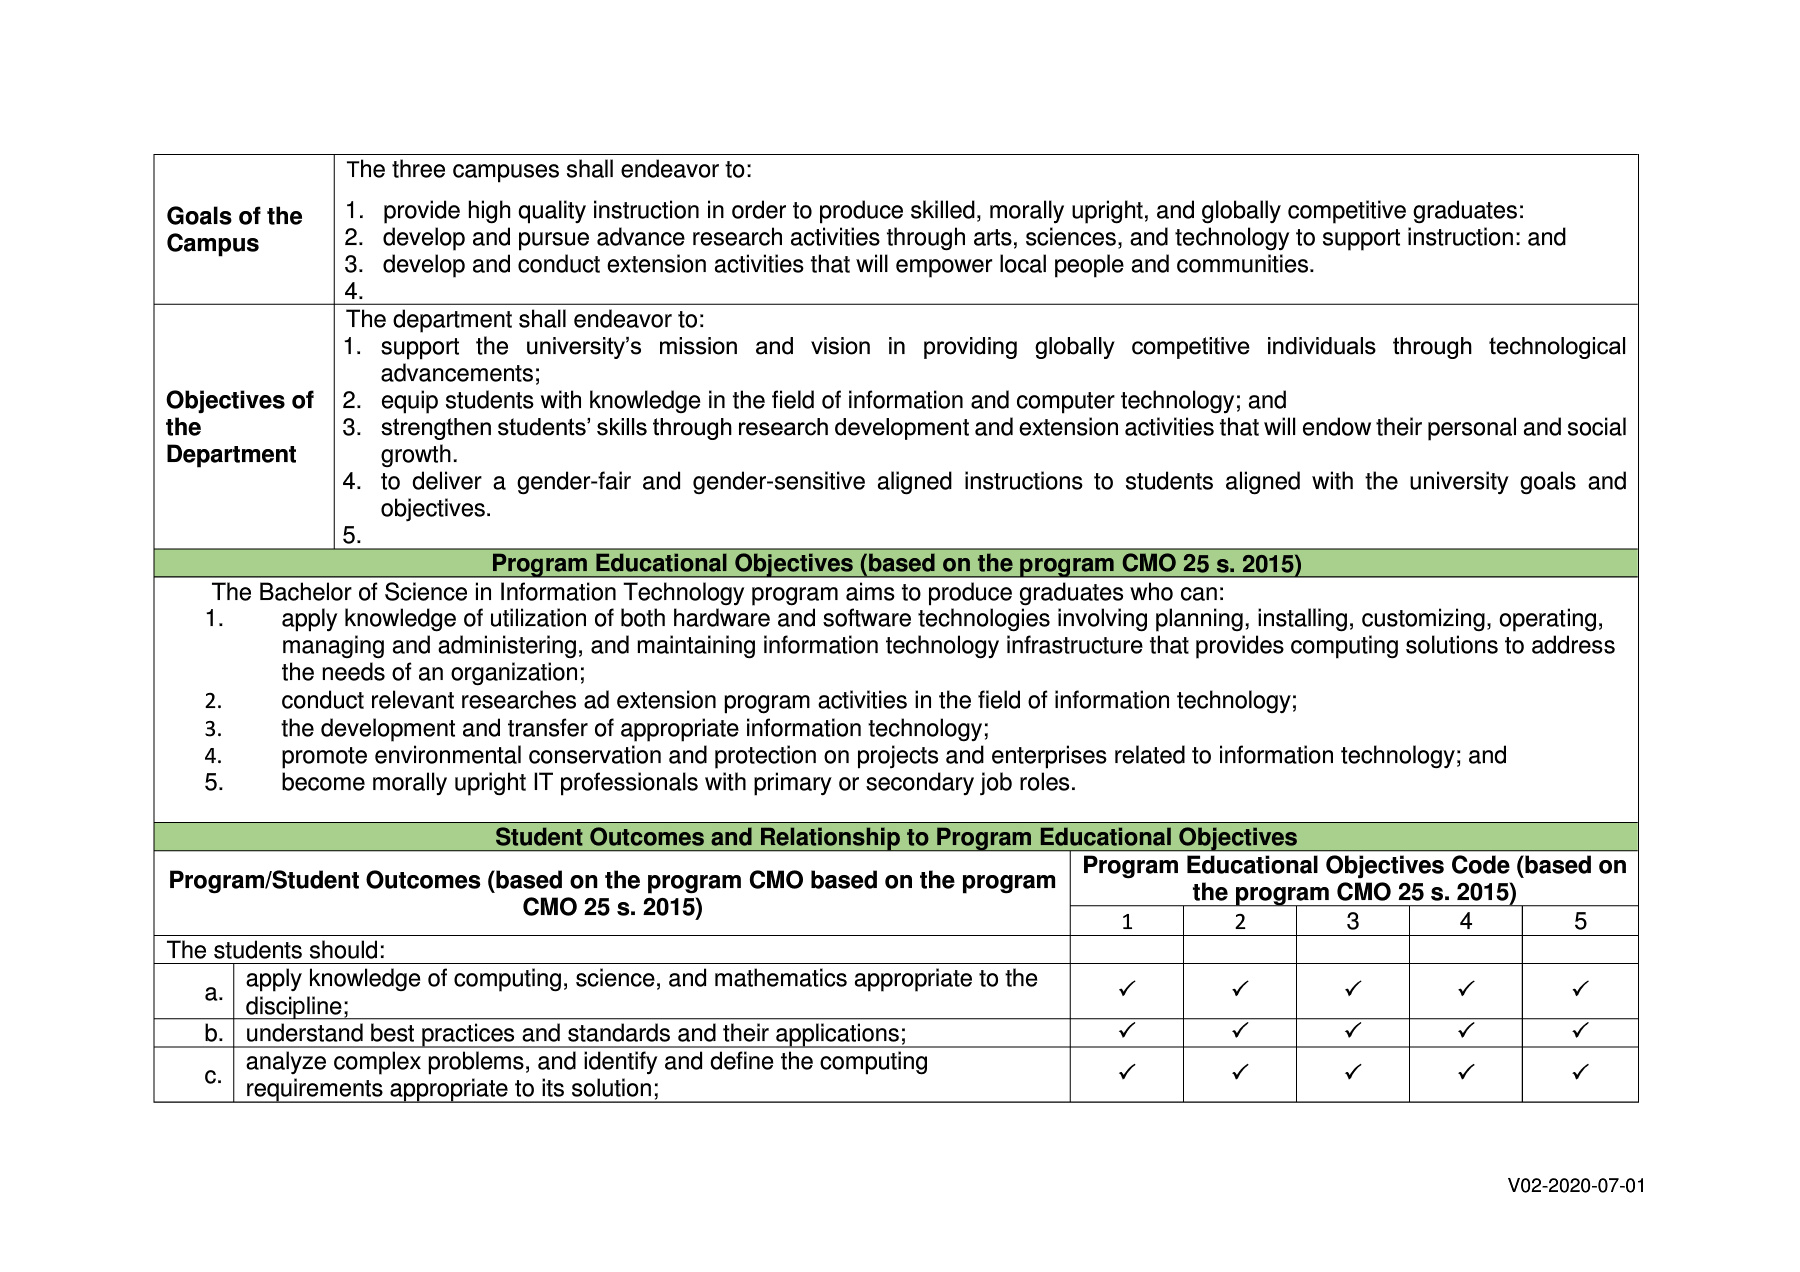 The three campuses shall endeavor to:
Goals of the
Campus
1. provide high quality instruction in order to produce skilled, morally upright, and globally competitive graduates:
2. develop and pursue advance research activities through arts, sciences, and technology to support instruction: and
3. develop and conduct extension activities that will empower local people and communities.
4.
Objectives of
the
Department
The department shall endeavor to:
1. support the university’s mission and vision in providing globally competitive individuals through technological
advancements;
2. equip students with knowledge in the field of information and computer technology; and
3. strengthen students’ skills through research development and extension activities that will endow their personal and social
growth.
4. to deliver a gender-fair and gender-sensitive aligned instructions to students aligned with the university goals and
objectives.
5.
Program Educational Objectives (based on the program CMO 25 s. 2015)
The Bachelor of Science in Information Technology program aims to produce graduates who can:
1. apply knowledge of utilization of both hardware and software technologies involving planning, installing, customizing, operating,
managing and administering, and maintaining information technology infrastructure that provides computing solutions to address
the needs of an organization;
2. conduct relevant researches ad extension program activities in the field of information technology;
3. the development and transfer of appropriate information technology;
4. promote environmental conservation and protection on projects and enterprises related to information technology; and
5. become morally upright IT professionals with primary or secondary job roles.
Student Outcomes and Relationship to Program Educational Objectives
Program/Student Outcomes (based on the program CMO based on the program
CMO 25 s. 2015)
Program Educational Objectives Code (based on
the program CMO 25 s. 2015)
1 2 3 4 5
The students should:
a. apply knowledge of computing, science, and mathematics appropriate to the
discipline; ✓ ✓ ✓ ✓ ✓
b. understand best practices and standards and their applications; ✓ ✓ ✓ ✓ ✓
c. analyze complex problems, and identify and define the computing
requirements appropriate to its solution; ✓ ✓ ✓ ✓ ✓
V02-2020-07-01